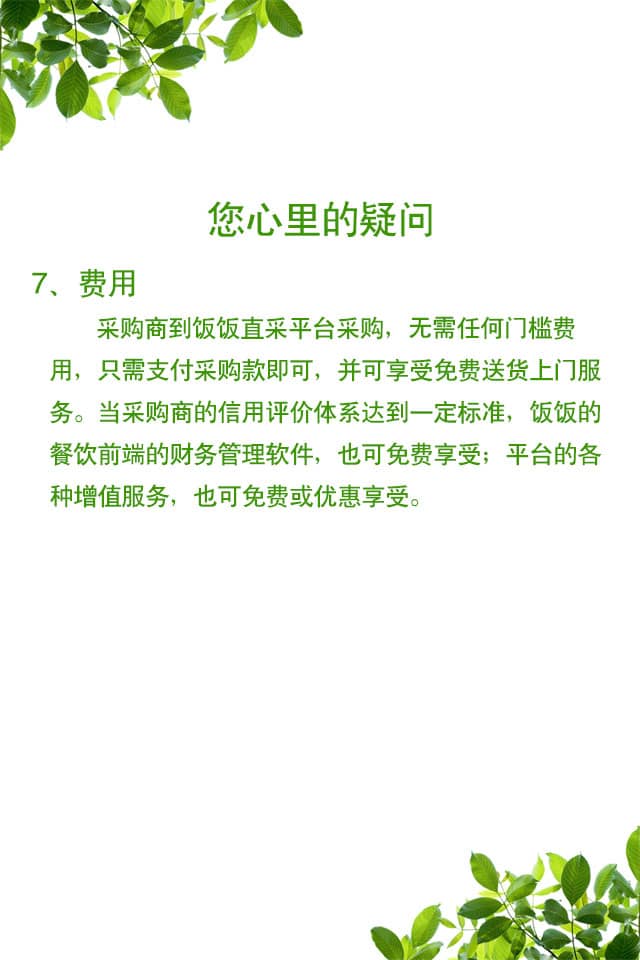 您心里的疑问
7、费用
采购商到饭饭直采平台采购，无需任何门槛费
用，只需支付采购款即可，并可享受免费送货上门服
务。当采购商的信用评价体系达到一定标准，饭饭的
餐饮前端的财务管理软件，也可免费享受；平台的各
种增值服务，也可免费或优惠享受。